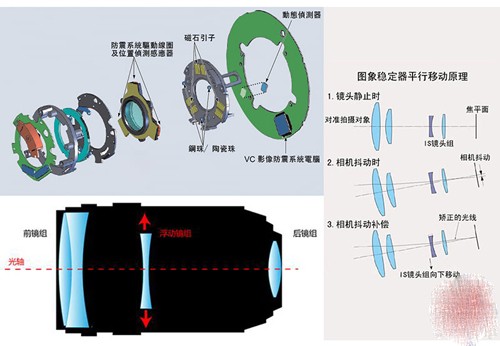 動態偵測器
磁石引子
防震系統驅動線圈
及位置偵測感應器
鋼珠/陶瓷珠
VC 影像防震系統電腦
图象稳定器平行移动原理
1.镜头静止时
对准拍摄对象
焦平面
IS镜头组
2.相机抖动时
相机抖动
3.相机抖动补偿
矫正的光线
IS镜头组向下移动
前镜组
浮动镜组
后镜组
光轴